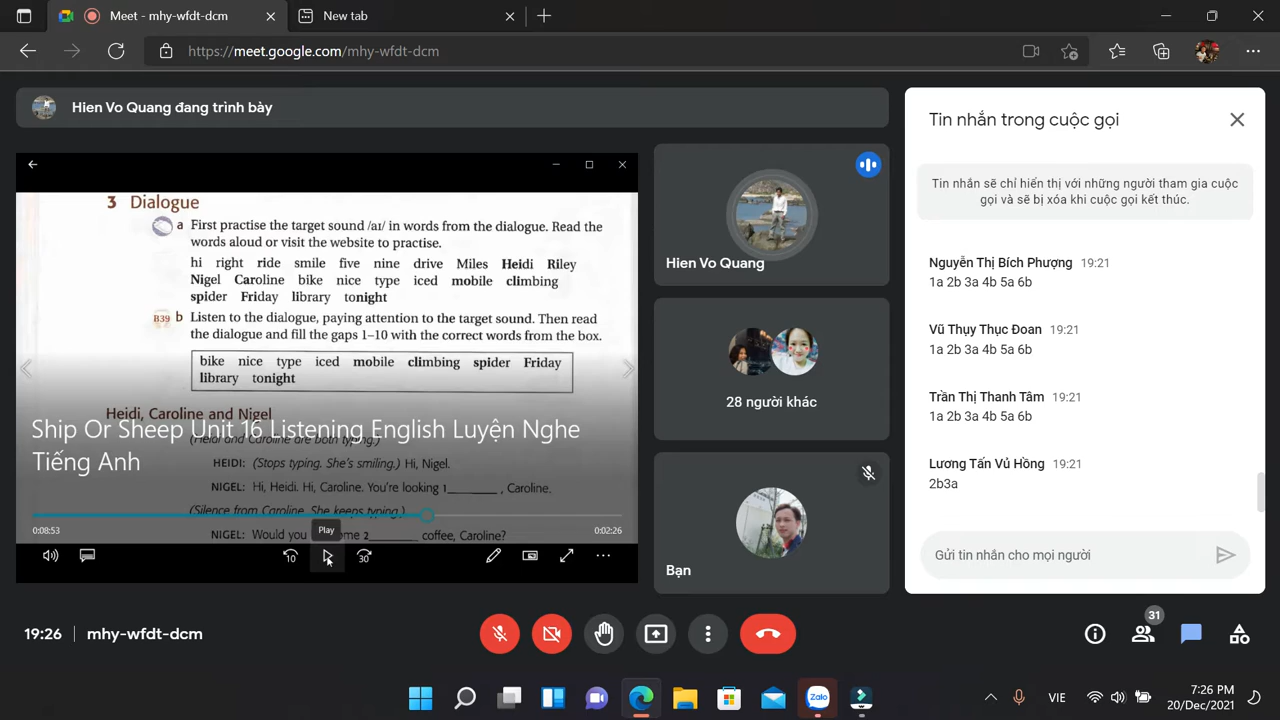 Meet - mhy-wfdt-dcm
New tab
https://meet.google.com/mhy-wfdt-dcm
Hien Vo Quang đang trình bày
3 Dialogue
a First practise the target sound /aɪ/ in words from the dialogue. Read the
words aloud or visit the website to practise.
hi right ride smile five nine drive Miles Heidi Riley
Nigel Caroline bike nice type iced mobile climbing
spider Friday library tonight
B39 b Listen to the dialogue, paying attention to the target sound. Then read
the dialogue and fill the gaps 1–10 with the correct words from the box.
bike nice type iced mobile climbing spider Friday
library tonight
Heidi, Caroline and Nigel
Ship Or Sheep Unit 16 Listening English Luyện Nghe
Tiếng Anh
(Heidi and Caroline are both typing.)
HEIDI: (Stops typing. She's smiling.) Hi, Nigel.
NIGEL: Hi, Heidi. Hi, Caroline. You're looking 1________, Caroline.
(Silence from Caroline. She keeps typing.)
0:08:53
Play
0:02:26
NIGEL: Would you ome 2________ coffee, Caroline?
10
30
Hien Vo Quang
28 người khác
Bạn
Tin nhắn trong cuộc gọi
Tin nhắn sẽ chỉ hiển thị với những người tham gia cuộc
gọi và sẽ bị xóa khi cuộc gọi kết thúc.
Nguyễn Thị Bích Phượng 19:21
1a 2b 3a 4b 5a 6b
Vũ Thụy Thục Đoan 19:21
1a 2b 3a 4b 5a 6b
Trần Thị Thanh Tâm 19:21
1a 2b 3a 4b 5a 6b
Lương Tấn Vủ Hồng 19:21
2b3a
Gửi tin nhắn cho mọi người
19:26 | mhy-wfdt-dcm
31
Zalo
VIE
7:26 PM
20/Dec/2021